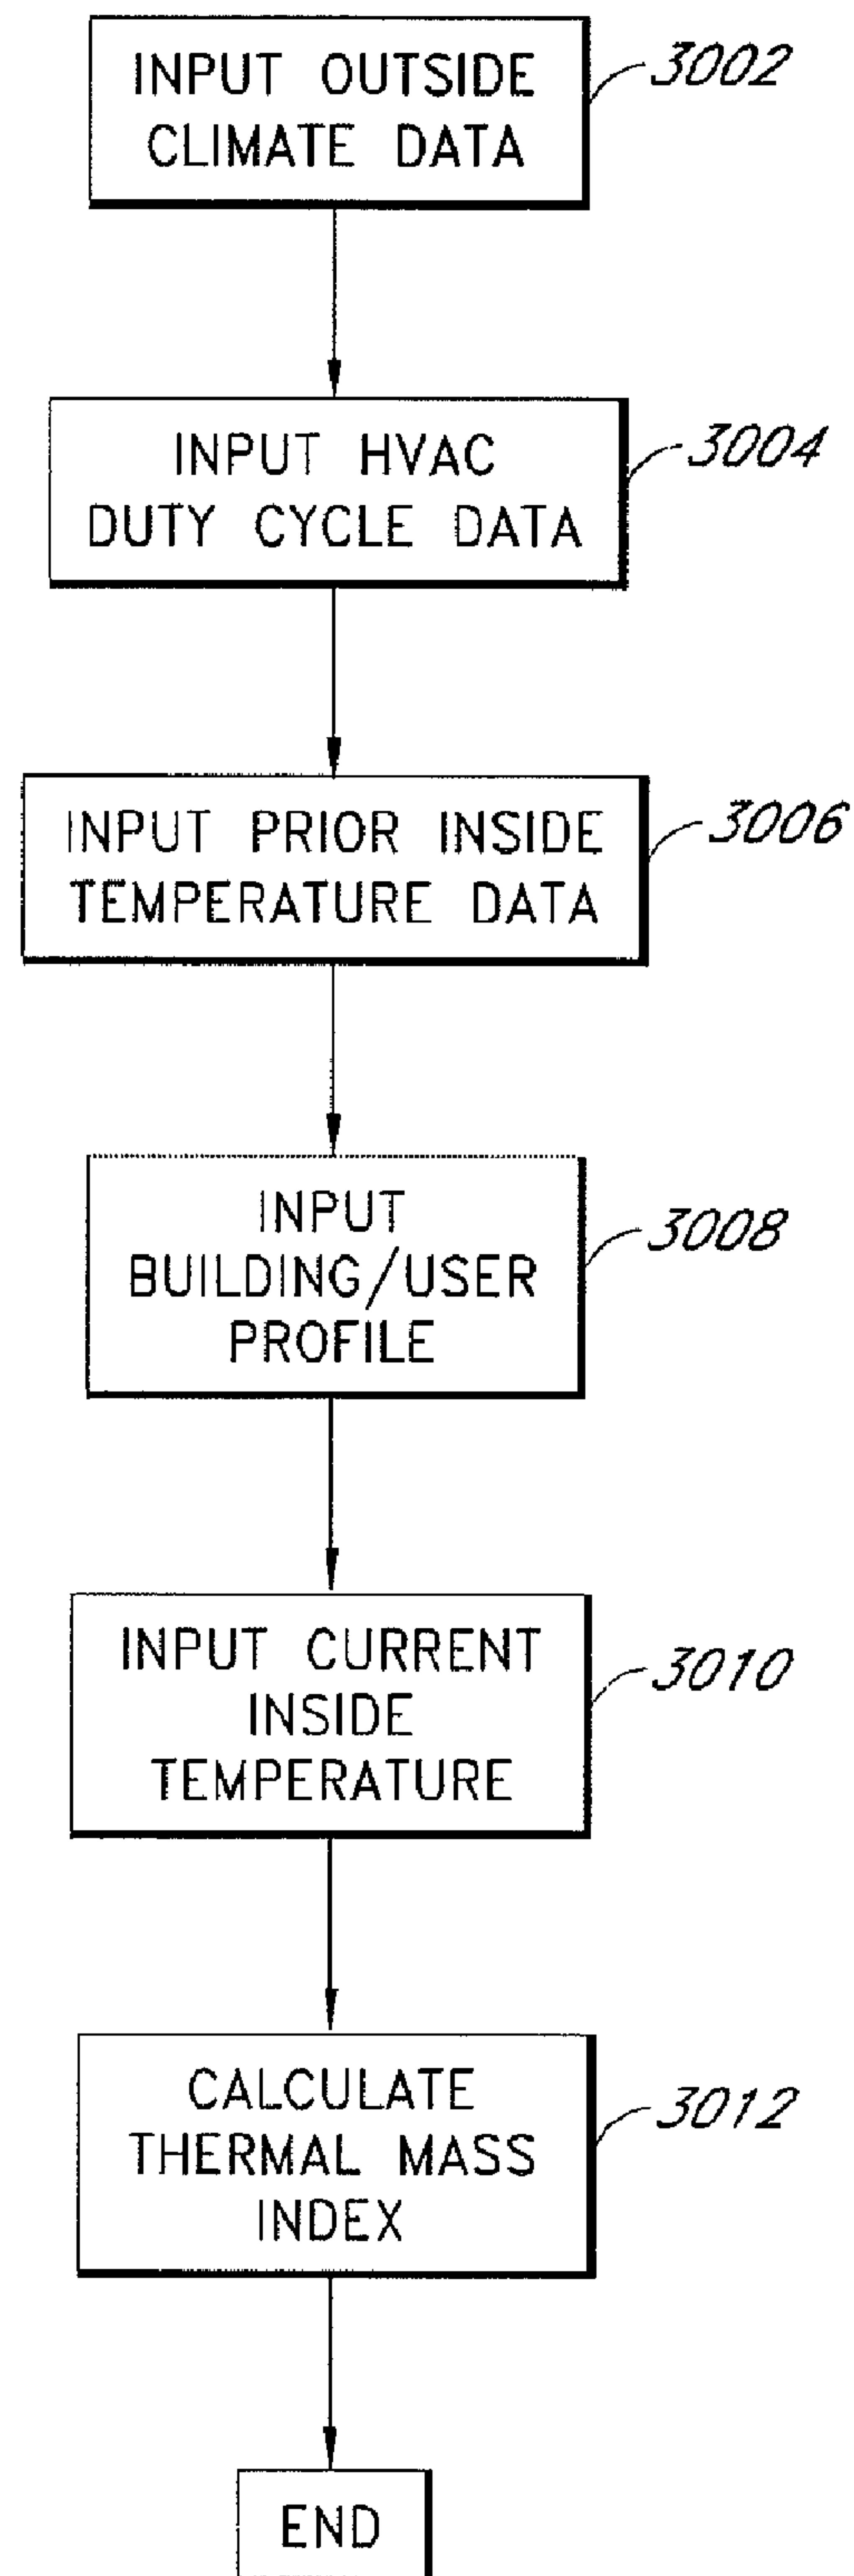 INPUT OUTSIDE
CLIMATE DATA
3002
INPUT HVAC
DUTY CYCLE DATA
3004
INPUT PRIOR INSIDE
TEMPERATURE DATA
3006
INPUT
BUILDING/USER
PROFILE
3008
INPUT CURRENT
INSIDE
TEMPERATURE
3010
CALCULATE
THERMAL MASS
INDEX
3012
END